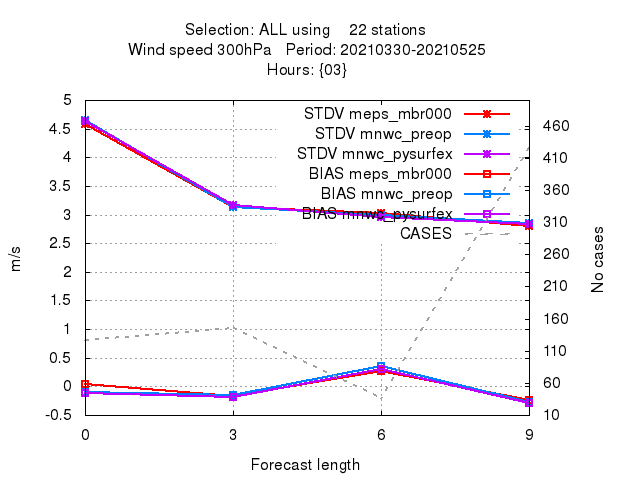 Selection: ALL using 22 stations
Wind speed 300hPa Period: 20210330-20210525
Hours: {03}
STDV meps_mbr000
STDV mnwc_preop
STDV mnwc_pysurfex
BIAS meps_mbr000
BIAS mnwc_preop
BIAS mnwc_pysurfex
CASES
5
4.5
4
3.5
3
2.5
2
1.5
1
0.5
0
-0.5
m/s
460
410
360
310
260
210
160
110
60
10
No cases
0 3 6 9
Forecast length